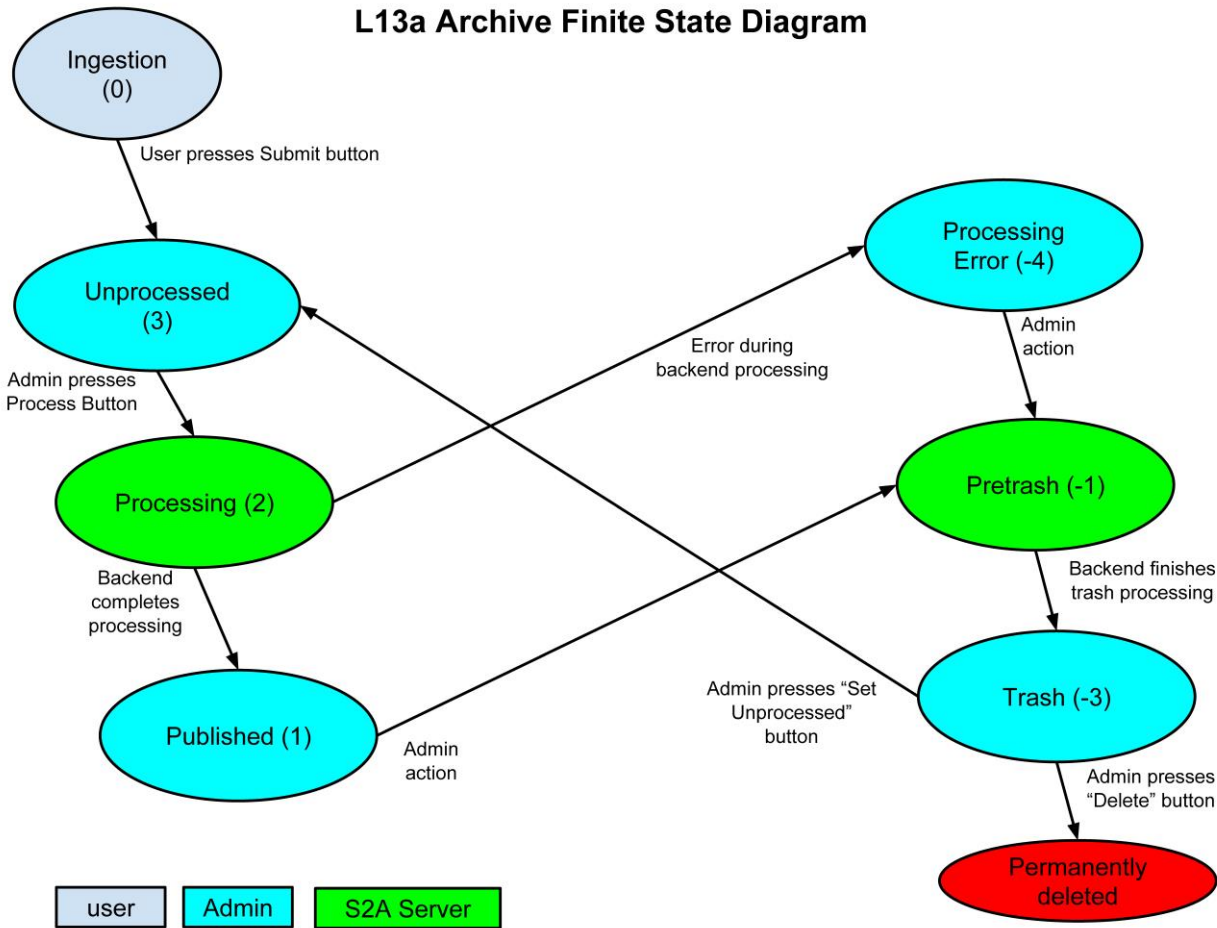 L13a Archive Finite State Diagram
Ingestion
(0)
User presses Submit button
Unprocessed
(3)
Processing
Error (-4)
Admin presses
Process Button
Error during
backend processing
Admin
action
Processing (2)
Pretrash (-1)
Backend
completes
processing
Backend finishes
trash processing
Published (1)
Admin
action
Admin presses “Set
Unprocessed”
button
Trash (-3)
Admin presses
“Delete” button
Permanently
deleted
user
Admin
S2A Server